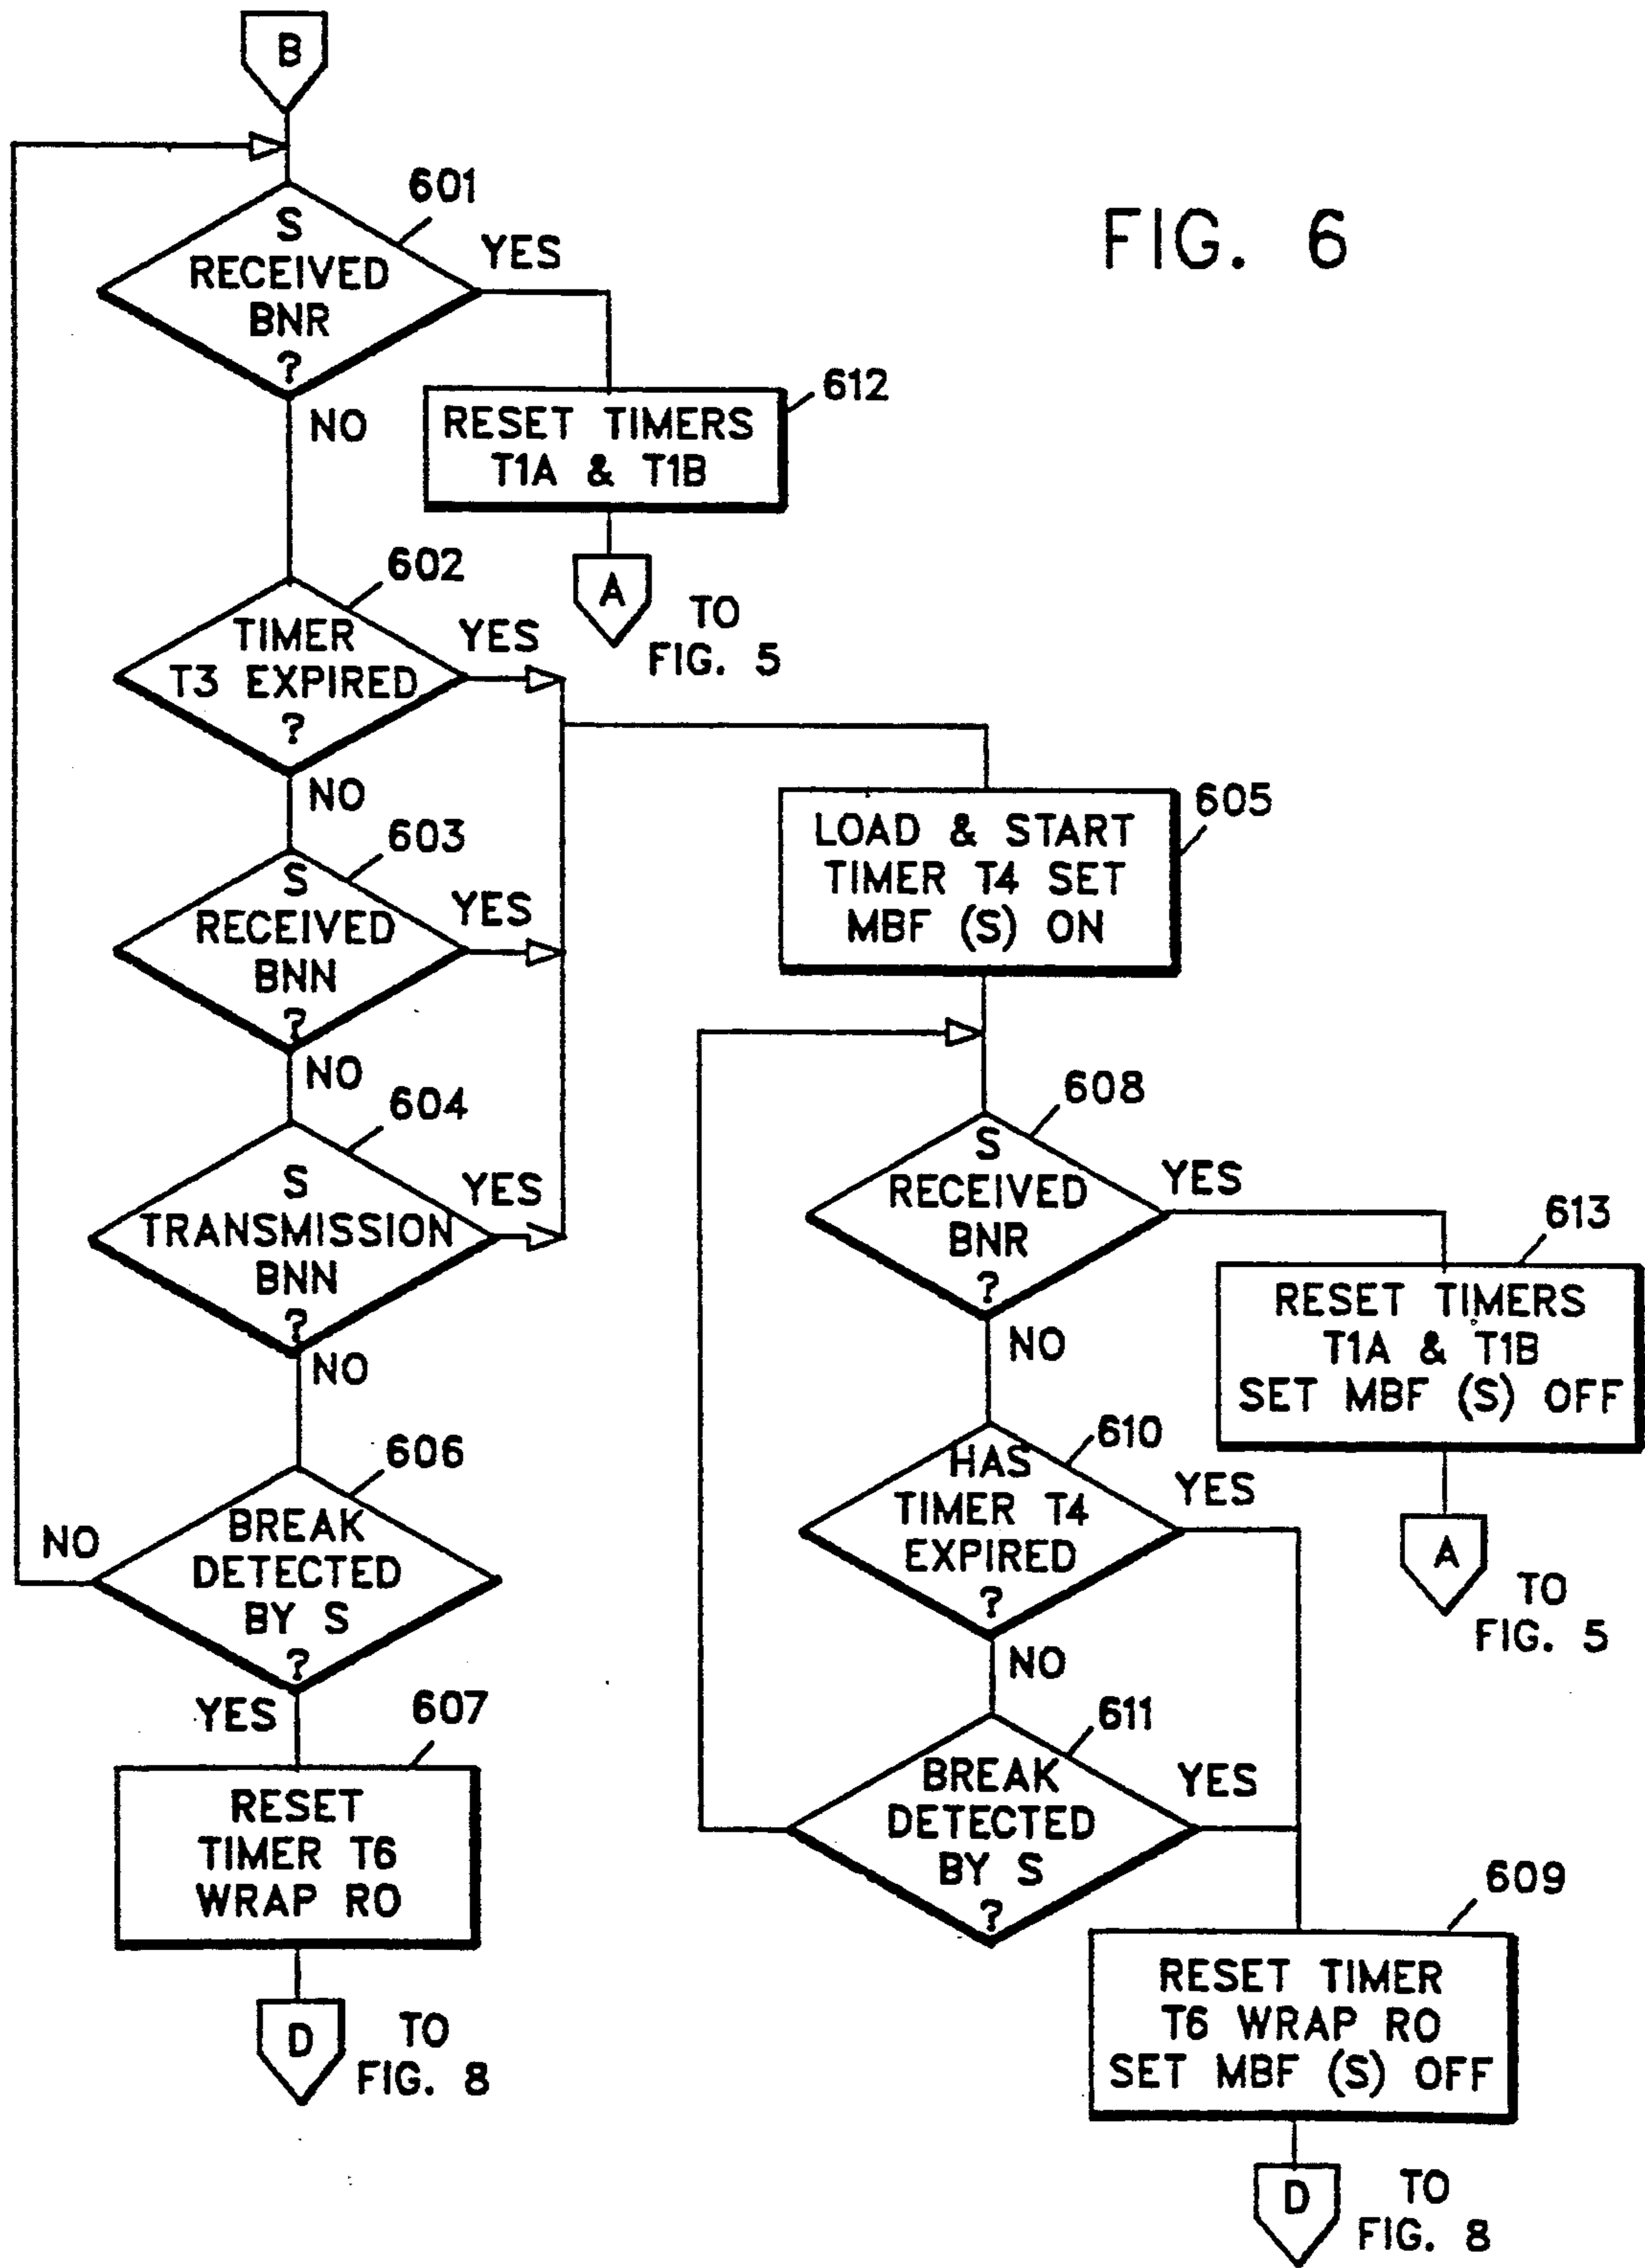 B
FIG. 6
601
S
RECEIVED
BNR
?
YES
NO
612
RESET TIMERS
T1A & T1B
A
TO
FIG. 5
602
TIMER
T3 EXPIRED
?
YES
NO
603
S
RECEIVED
BNN
?
YES
NO
604
S
TRANSMISSION
BNN
?
YES
NO
606
BREAK
DETECTED
BY S
?
NO
YES
607
RESET
TIMER T6
WRAP RO
D
TO
FIG. 8
605
LOAD & START
TIMER T4 SET
MBF (S) ON
608
S
RECEIVED
BNR
?
YES
NO
613
RESET TIMERS
T1A & T1B
SET MBF (S) OFF
A
TO
FIG. 5
610
HAS
TIMER T4
EXPIRED
?
YES
NO
611
BREAK
DETECTED
BY S
?
YES
609
RESET TIMER
T6 WRAP RO
SET MBF (S) OFF
D
TO
FIG. 8